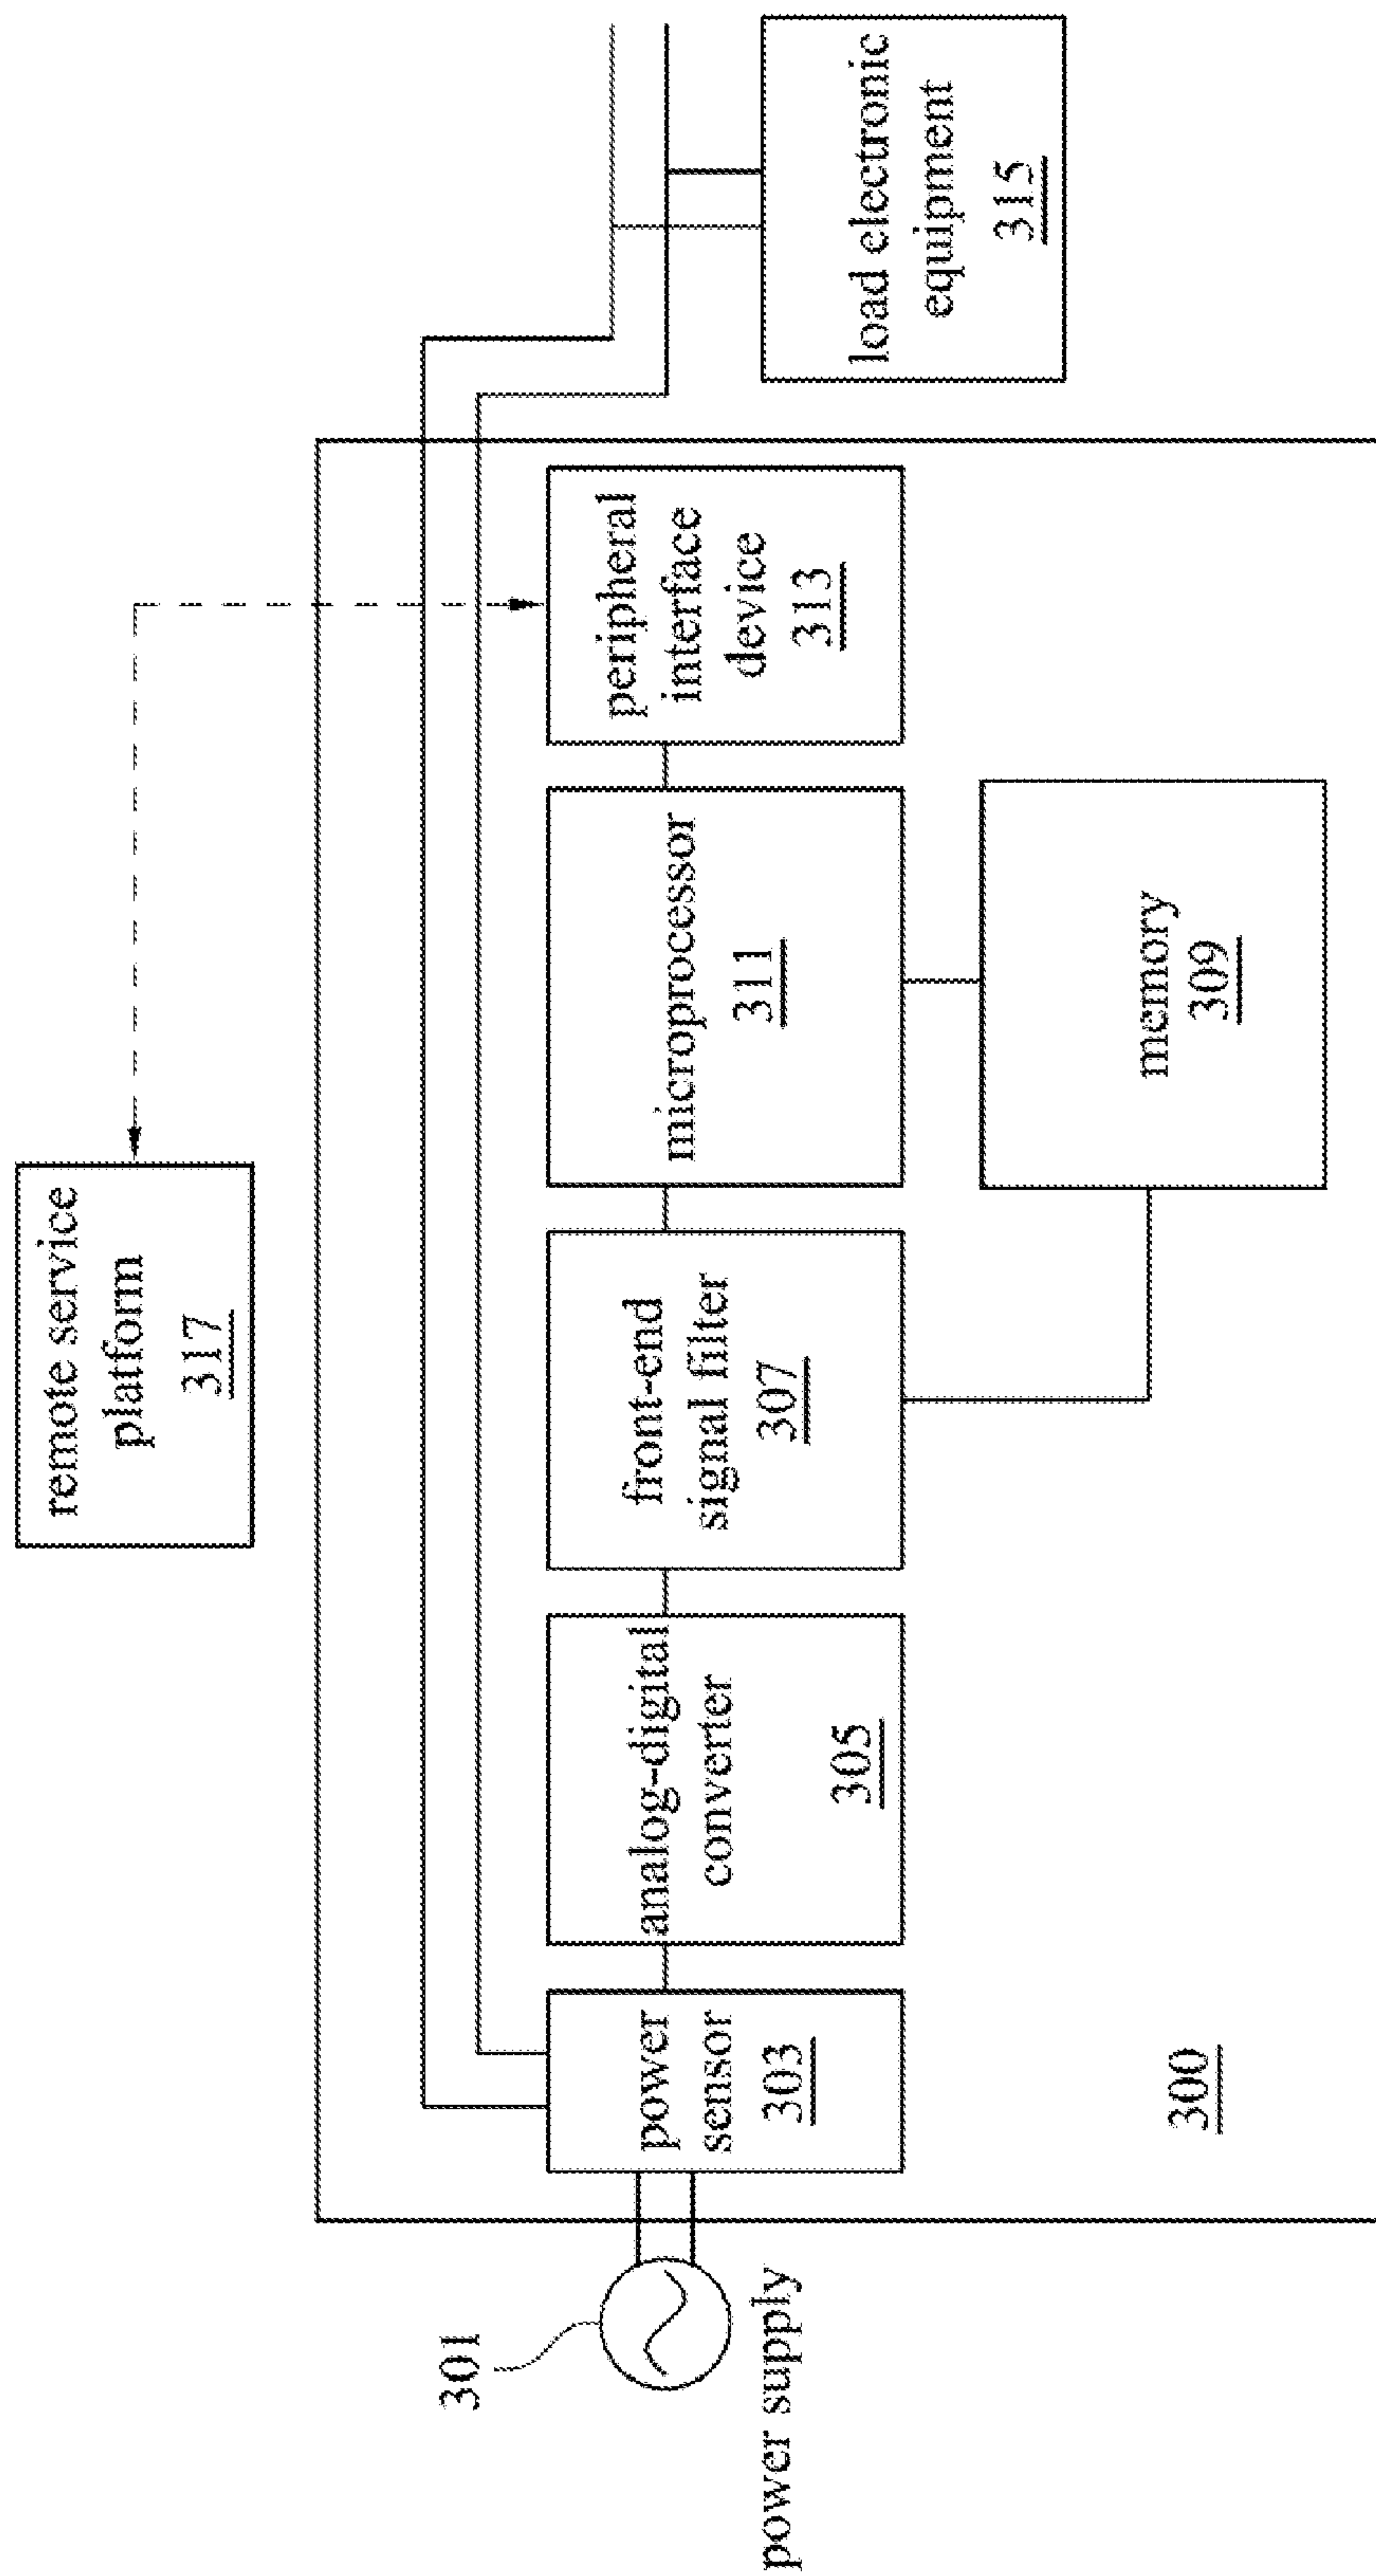 remote service
platform
317
301
power supply
power
sensor
303
analog-digital
converter
305
front-end
signal filter
307
microprocessor
311
peripheral
interface
device
313
load electronic
equipment
315
memory
309
300